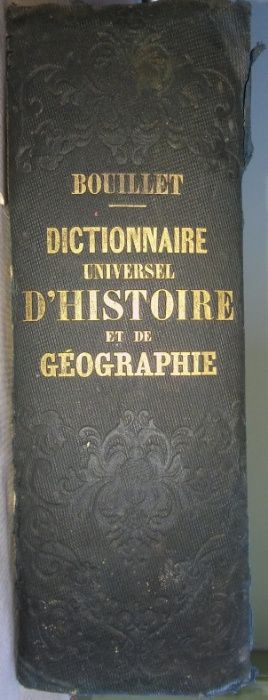 BOUILLET
DICTIONNAIRE
UNIVERSEL
D'HISTOIRE
ET DE
GÉOGRAPHIE